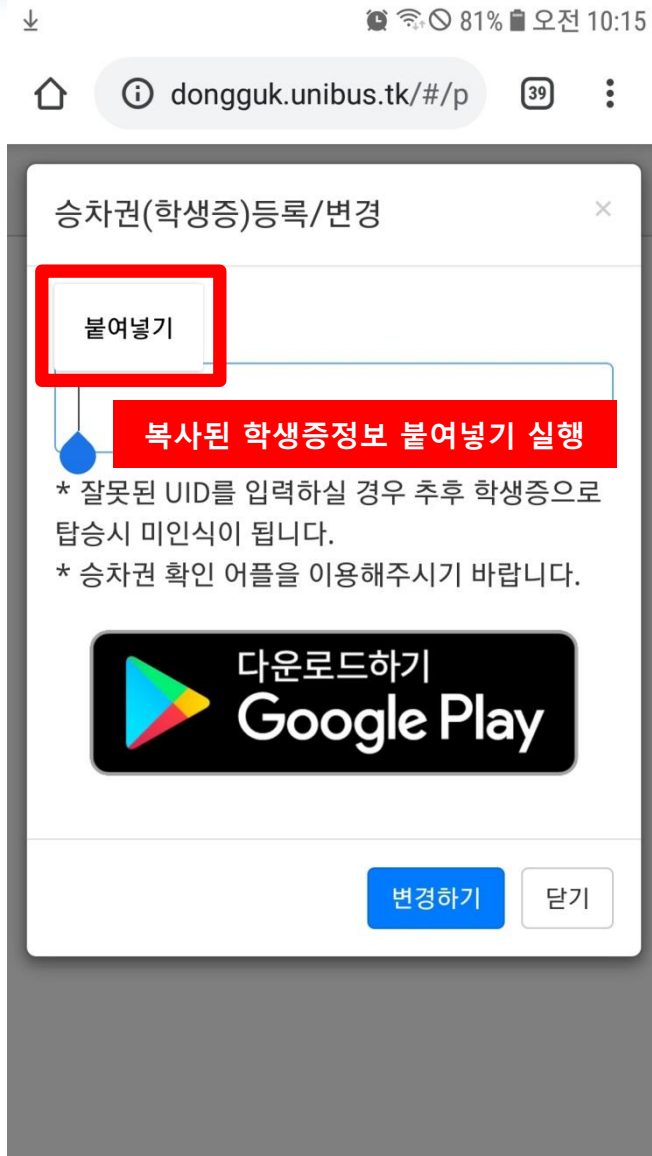 81% 오전 10:15
dongguk.unibus.tk/#/p 39
승차권(학생증)등록/변경 ×
붙여넣기
복사된 학생증정보 붙여넣기 실행
* 잘못된 UID를 입력하실 경우 추후 학생증으로
탑승시 미인식이 됩니다.
* 승차권 확인 어플을 이용해주시기 바랍니다.
다운로드하기
Google Play
변경하기 닫기